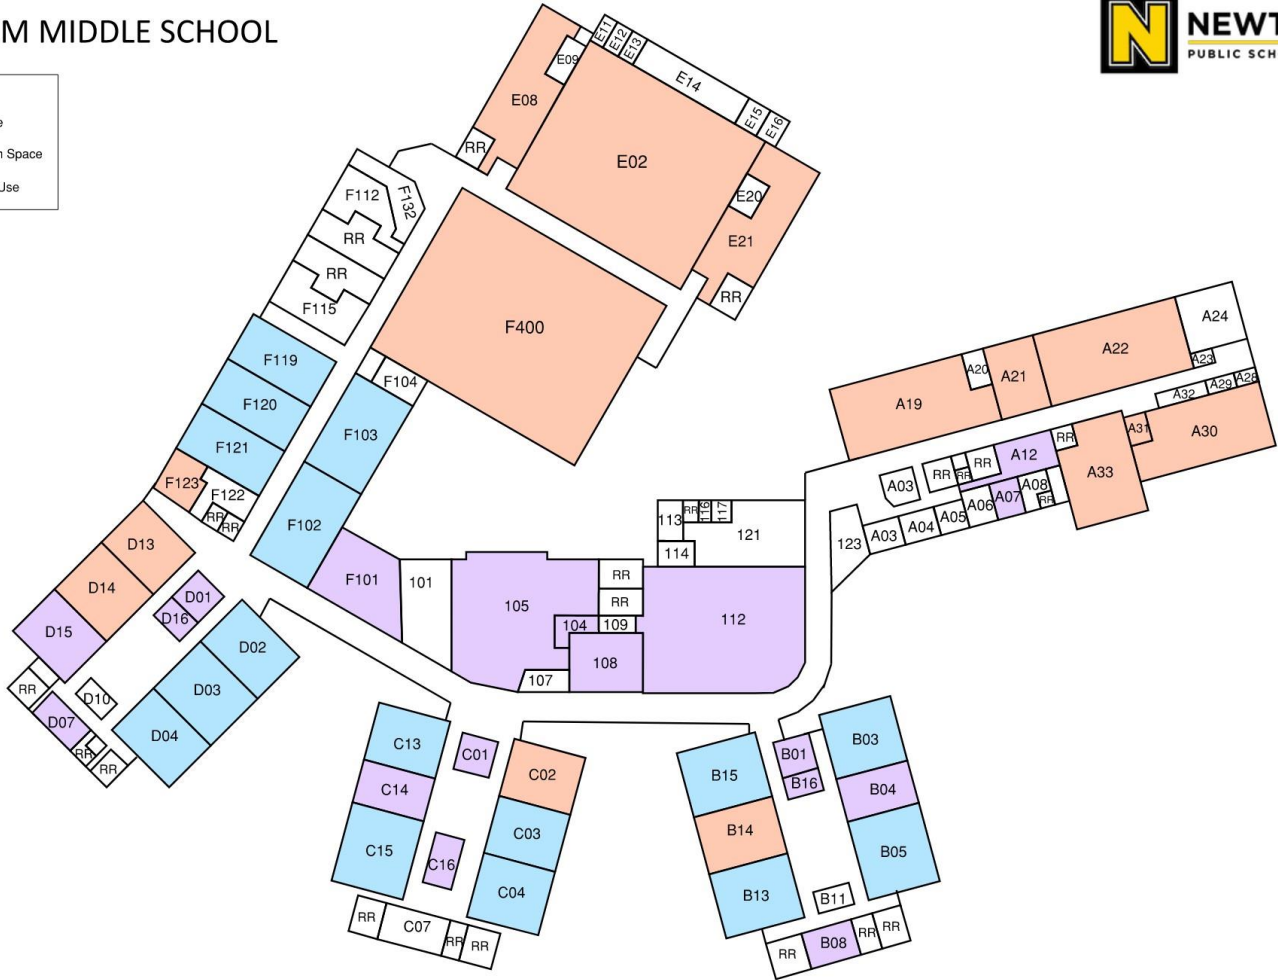 M MIDDLE SCHOOL
N NEWT
PUBLIC SCH
e
n Space
Use
E11
E12
E13
E09
E14
E08
E15
E16
RR
E02
F112
F132
E20
RR
E21
RR
RR
F115
A24
F400
A22
A23
F119
A20
A21
A28
F104
A29
A32
F120
A19
A31
A30
F103
RR
F121
A12
RR
A33
RR
RR
F123
A03
A08
F122
RR
A07
A06
113
RR
116
117
A05
RR
RR
F102
A04
121
A03
D13
123
114
F101
101
RR
D14
D01
RR
105
D16
112
104
109
D15
D02
108
107
RR
D03
D10
D07
D04
C13
C01
B03
RR
B01
RR
C02
B15
B16
C14
B04
B14
C03
C15
C16
B05
C04
B13
B11
RR
C07
RR
RR
RR
RR
B08
RR